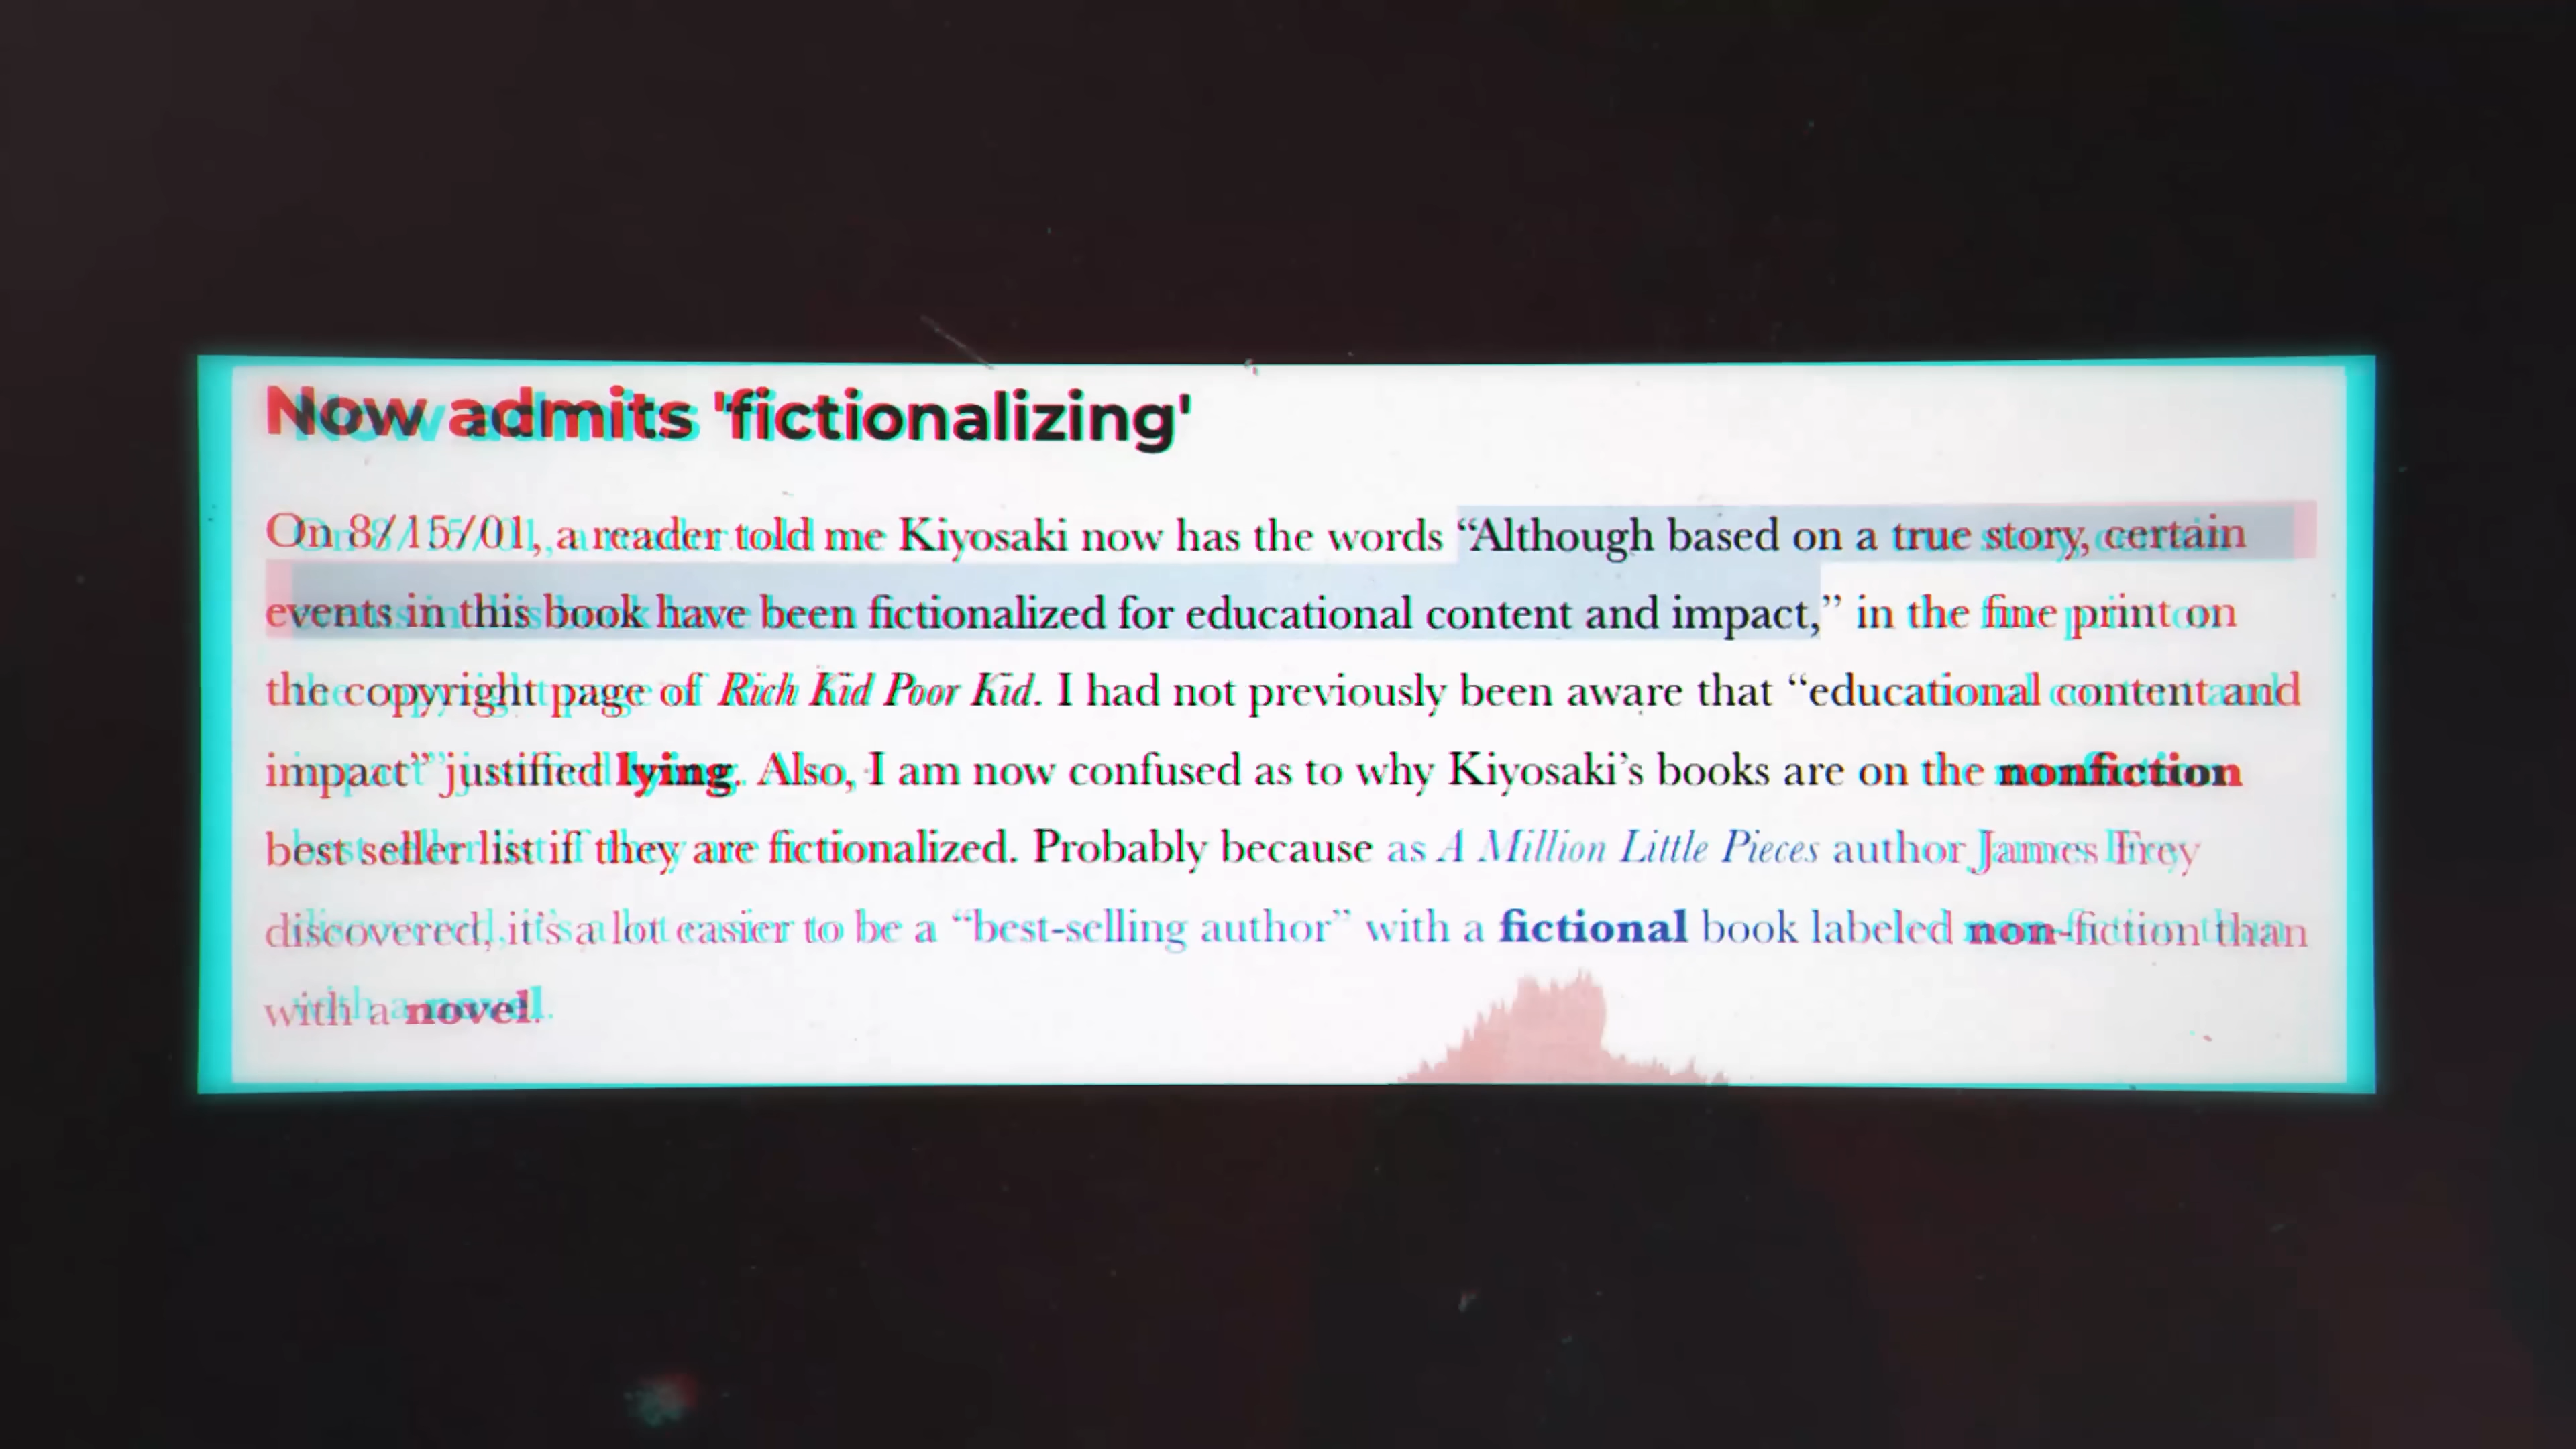 Now admits 'fictionalizing'
On 8/15/01, a reader told me Kiyosaki now has the words “Although based on a true story, certain
events in this book have been fictionalized for educational content and impact,” in the fine print on
the copyright page of Rich Kid Poor Kid. I had not previously been aware that “educational content and
impact” justified lying. Also, I am now confused as to why Kiyosaki’s books are on the nonfiction
best seller list if they are fictionalized. Probably because as A Million Little Pieces author James Frey
discovered, it’s a lot easier to be a “best-selling author” with a fictional book labeled non-fiction than
with a novel.